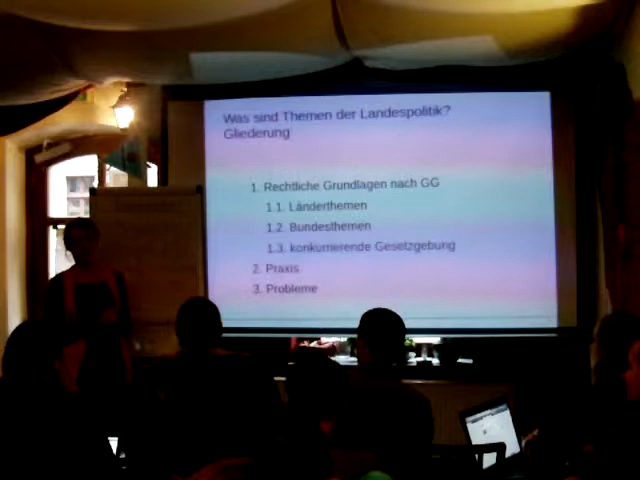 Was sind Themen der Landespolitik?
Gliederung
1. Rechtliche Grundlagen nach GG
1.1. Länderthemen
1.2. Bundesthemen
1.3. konkurrierende Gesetzgebung
2. Praxis
3. Probleme